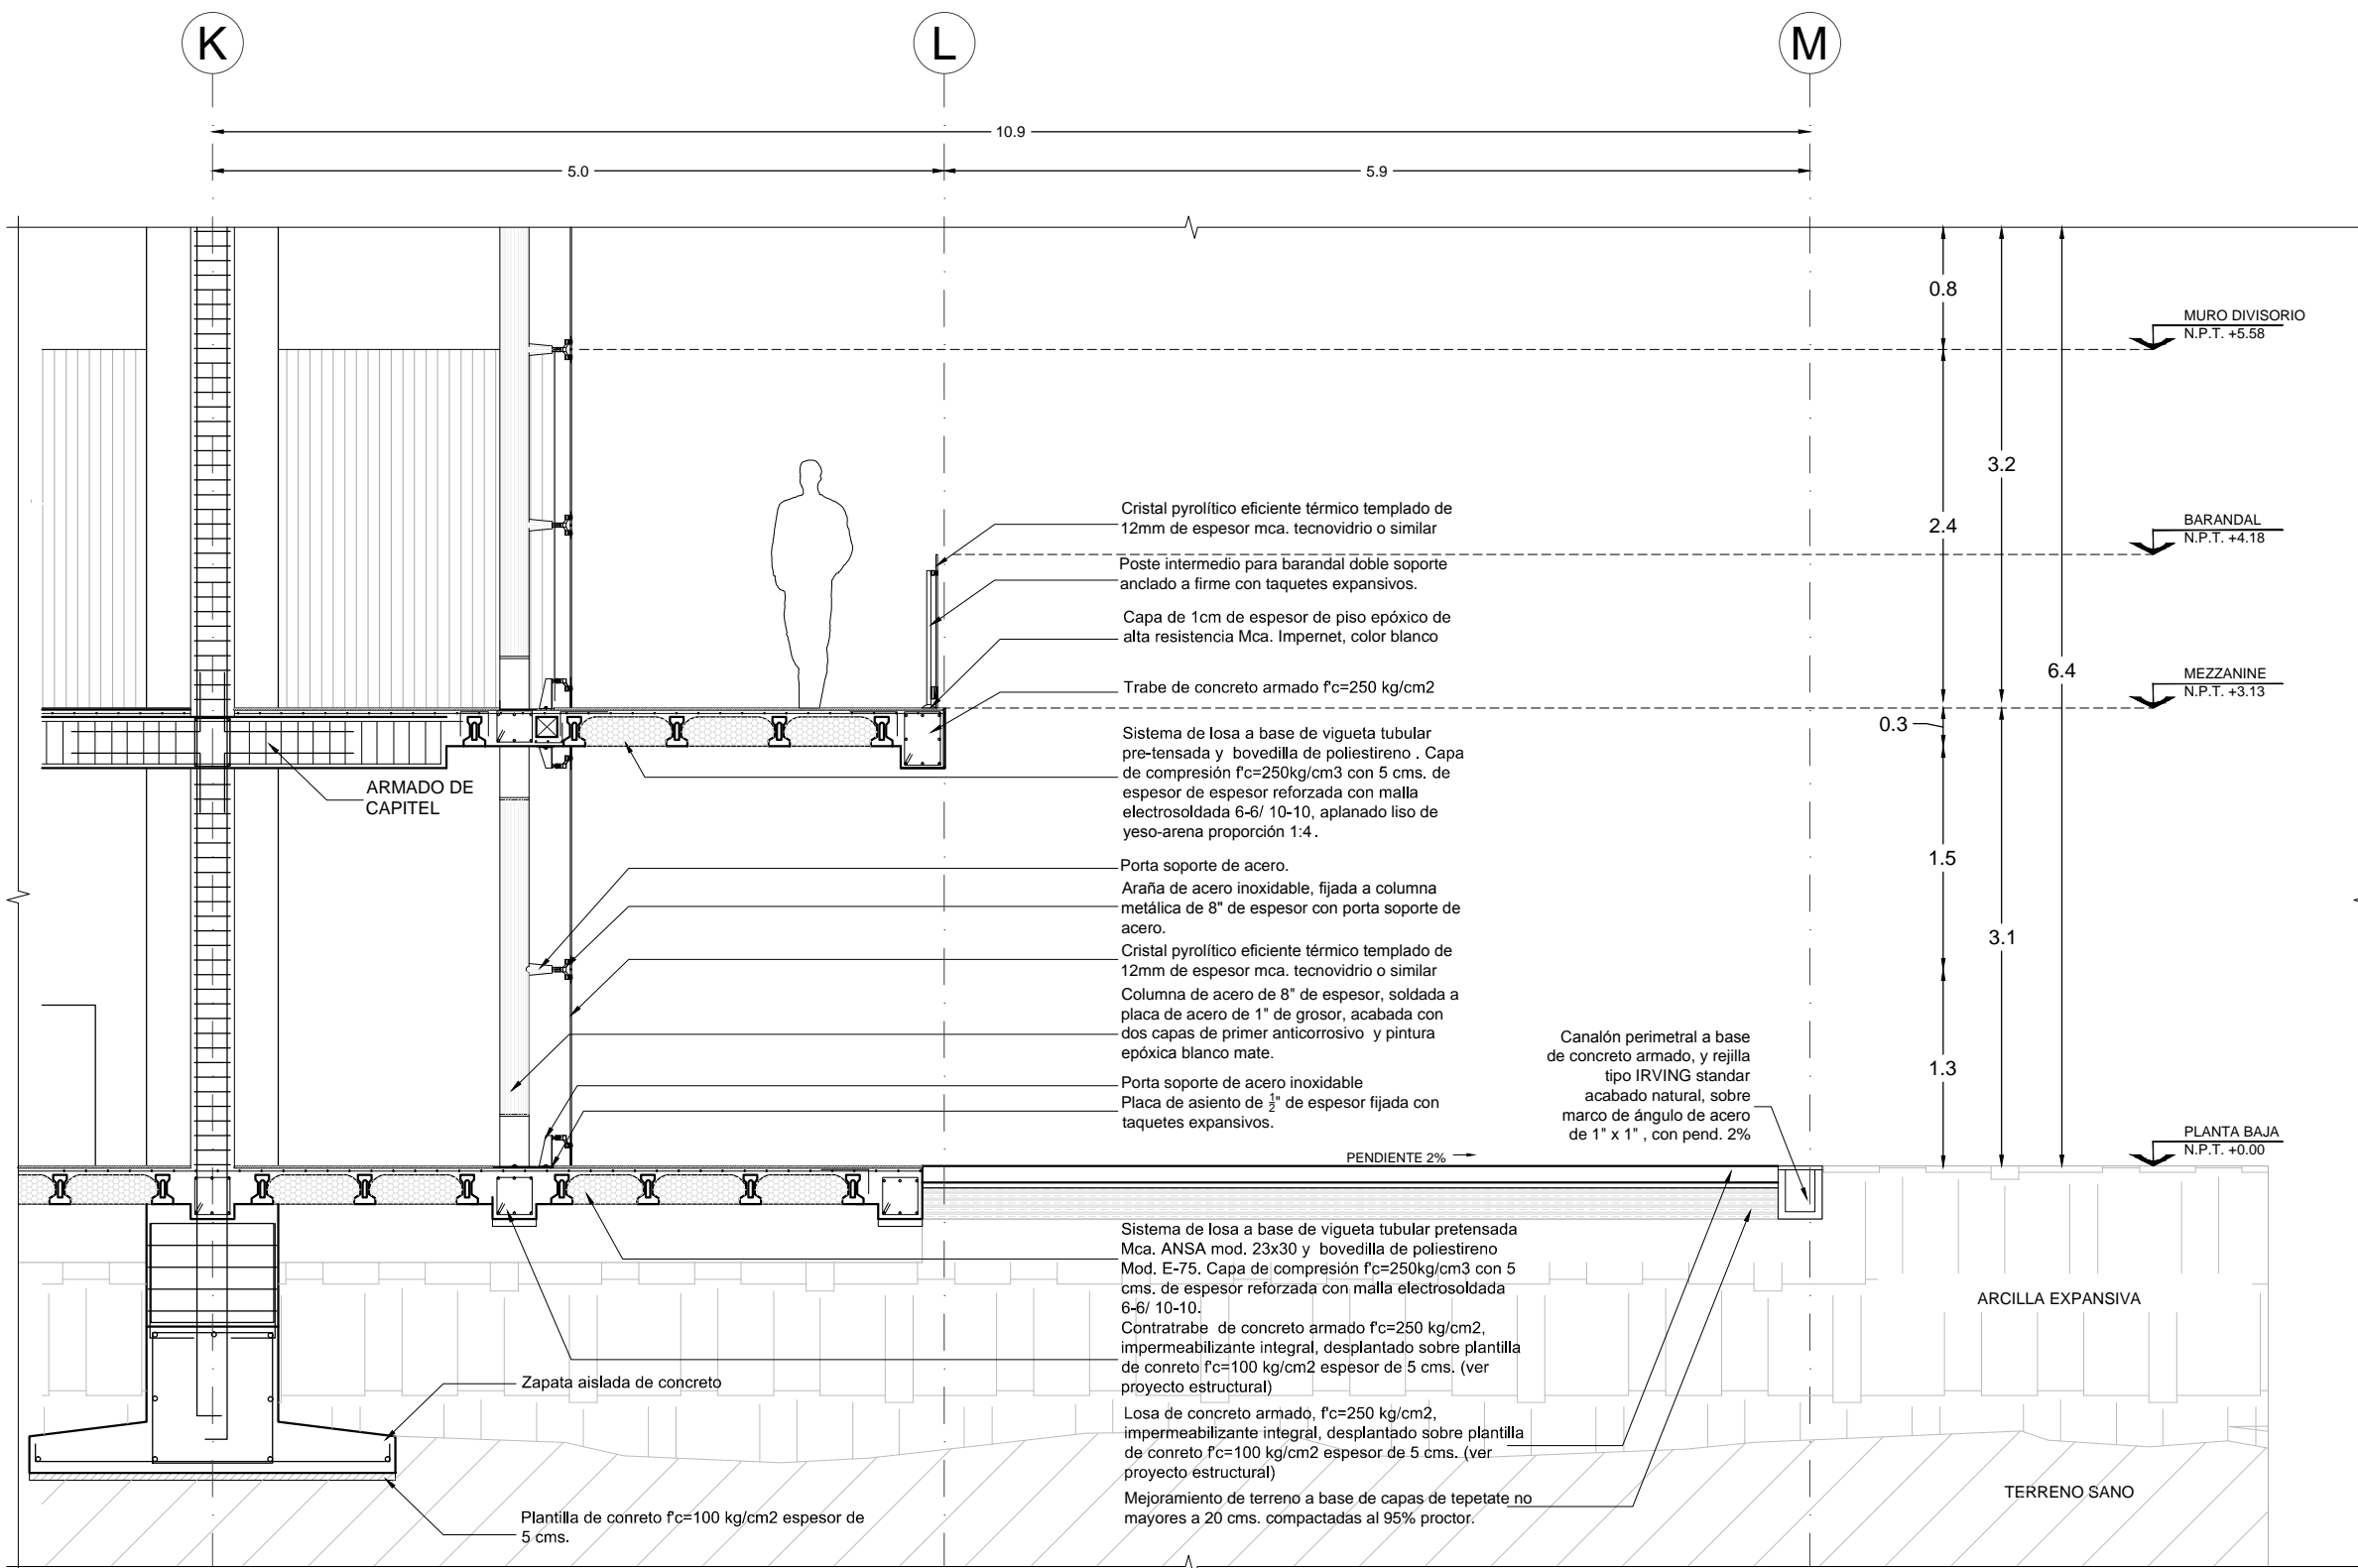 K
L
M
10.9
5.0
5.9
0.8
MURO DIVISORIO
N.P.T. +5.58
3.2
Cristal pyrolítico eficiente térmico templado de
12mm de espesor mca. tecnovidrio o similar
2.4
BARANDAL
N.P.T. +4.18
Poste intermedio para barandal doble soporte
anclado a firme con taquetes expansivos.
Capa de 1cm de espesor de piso epóxico de
alta resistencia Mca. Impernet, color blanco
6.4
MEZZANINE
N.P.T. +3.13
Trabe de concreto armado f'c=250 kg/cm2
0.3
Sistema de losa a base de vigueta tubular
pre-tensada y bovedilla de poliestireno . Capa
de compresión f'c=250kg/cm3 con 5 cms. de
espesor de espesor reforzada con malla
electrosoldada 6-6/ 10-10, aplanado liso de
yeso-arena proporción 1:4.
ARMADO DE
CAPITEL
1.5
Porta soporte de acero.
Araña de acero inoxidable, fijada a columna
metálica de 8" de espesor con porta soporte de
acero.
3.1
Cristal pyrolítico eficiente térmico templado de
12mm de espesor mca. tecnovidrio o similar
Columna de acero de 8" de espesor, soldada a
placa de acero de 1" de grosor, acabada con
dos capas de primer anticorrosivo y pintura
epóxica blanco mate.
Canalón perimetral a base
de concreto armado, y rejilla
tipo IRVING standar
acabado natural, sobre
marco de ángulo de acero
de 1" x 1" , con pend. 2%
1.3
Porta soporte de acero inoxidable
Placa de asiento de 1/2" de espesor fijada con
taquetes expansivos.
PLANTA BAJA
N.P.T. +0.00
PENDIENTE 2%
Sistema de losa a base de vigueta tubular pretensada
Mca. ANSA mod. 23x30 y bovedilla de poliestireno
Mod. E-75. Capa de compresión f'c=250kg/cm3 con 5
cms. de espesor reforzada con malla electrosoldada
6-6/ 10-10.
ARCILLA EXPANSIVA
Contratrabe de concreto armado f'c=250 kg/cm2,
impermeabilizante integral, desplantado sobre plantilla
de conreto f'c=100 kg/cm2 espesor de 5 cms. (ver
proyecto estructural)
Zapata aislada de concreto
Losa de concreto armado, f'c=250 kg/cm2,
impermeabilizante integral, desplantado sobre plantilla
de conreto f'c=100 kg/cm2 espesor de 5 cms. (ver
proyecto estructural)
TERRENO SANO
Mejoramiento de terreno a base de capas de tepetate no
mayores a 20 cms. compactadas al 95% proctor.
Plantilla de conreto f'c=100 kg/cm2 espesor de
5 cms.